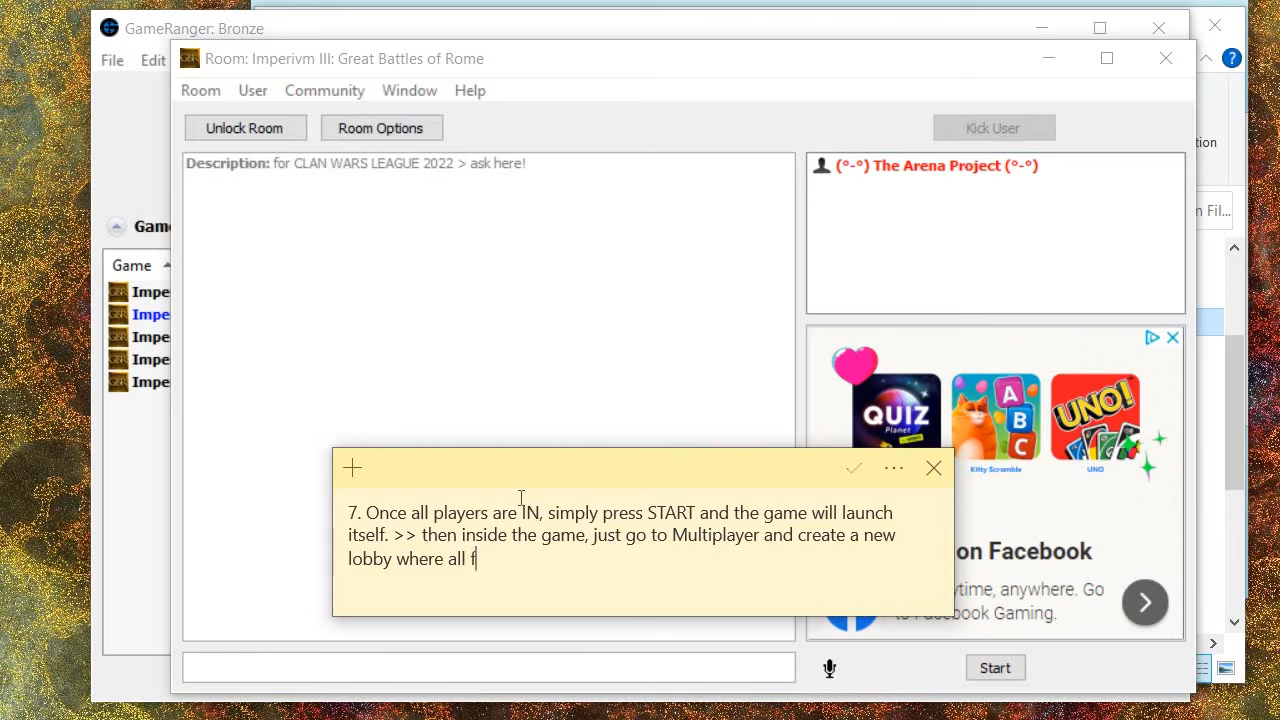 GameRanger: Bronze
File Edit
Room: Imperivm III: Great Battles of Rome
Room User Community Window Help
Unlock Room Room Options Kick User
Description: for CLAN WARS LEAGUE 2022 > ask here!
(°-°) The Arena Project (°-°)
tion
n Fil...
Game
Game
Impe
Impe
Impe
Impe
Impe
QUIZ
Planet
A
B
C
UNO!
Kitty Scramble
UNO
7. Once all players are IN, simply press START and the game will launch
itself. >> then inside the game, just go to Multiplayer and create a new
lobby where all f
on Facebook
ytime, anywhere. Go
to Facebook Gaming.
Start
GBR